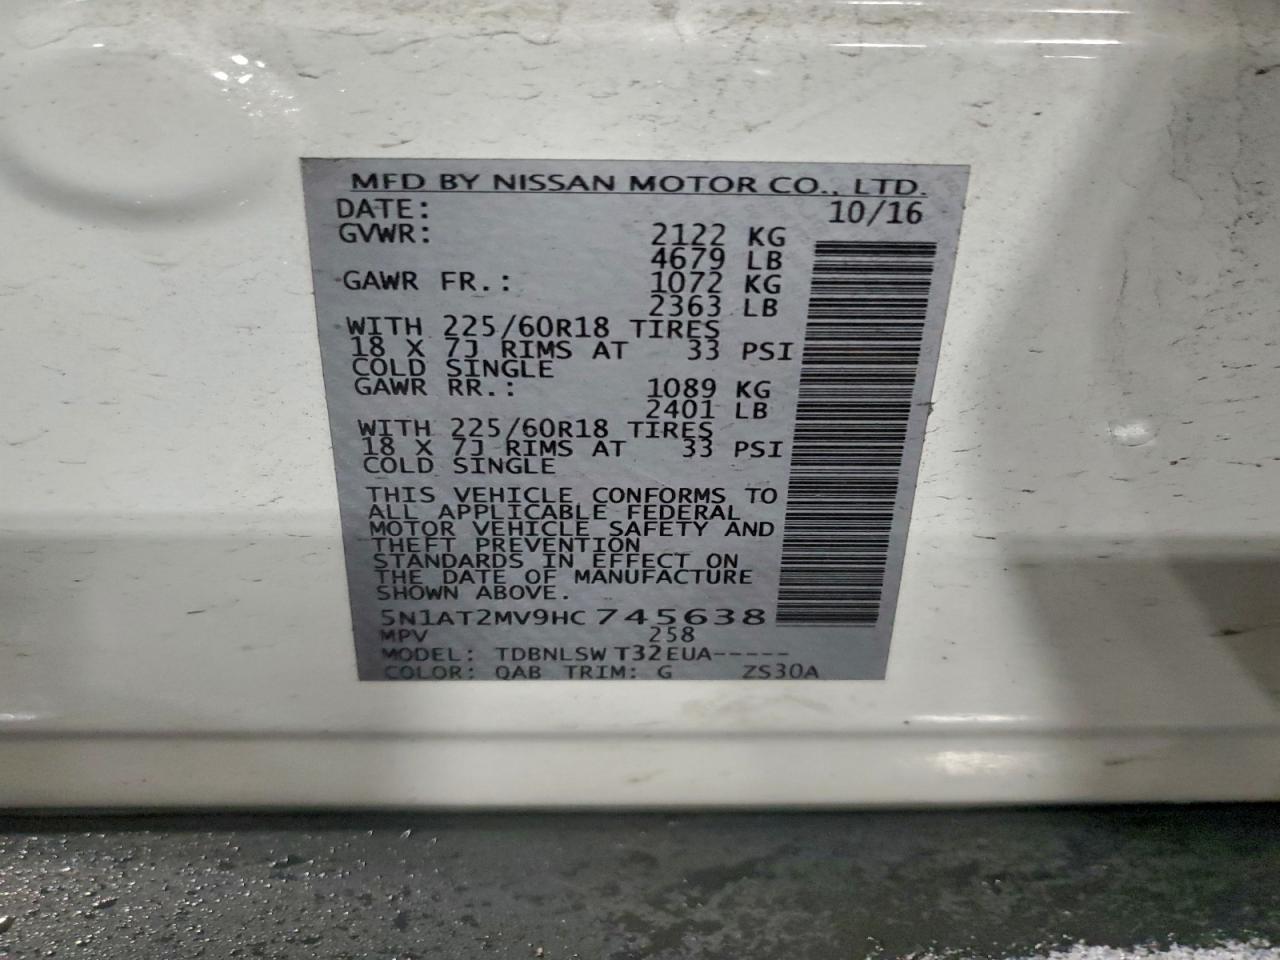 MFD BY NISSAN MOTOR CO., LTD.
DATE: 10/16
GVWR: 2122 KG
4679 LB
GAWR FR.: 1072 KG
2363 LB
WITH 225/60R18 TIRES
18 X 7J RIMS AT 33 PSI
COLD SINGLE
GAWR RR.: 1089 KG
2401 LB
WITH 225/60R18 TIRES
18 X 7J RIMS AT 33 PSI
COLD SINGLE
THIS VEHICLE CONFORMS TO
ALL APPLICABLE FEDERAL
MOTOR VEHICLE SAFETY AND
THEFT PREVENTION
STANDARDS IN EFFECT ON
THE DATE OF MANUFACTURE
SHOWN ABOVE.
5N1AT2MV9HC745638
MPV 258
MODEL: TDBNLSW T32EUA-----
COLOR: QAB TRIM: G ZS30A